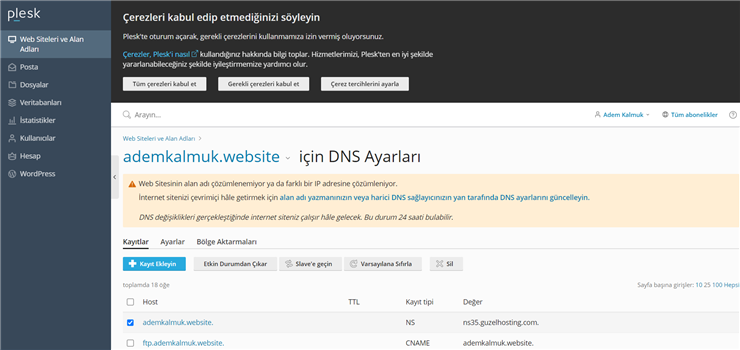 plesk
Web Siteleri ve Alan
Adları
Posta
Dosyalar
Veritabanları
İstatistikler
Kullanıcılar
Hesap
WordPress
Çerezleri kabul edip etmediğinizi söyleyin
Plesk'te oturum açarak, gerekli çerezlerini kullanmamıza izin vermiş oluyorsunuz.
Çerezler, Plesk'i nasıl kullandığınız hakkında bilgi toplar. Hizmetlerimizi, Plesk'ten en iyi şekilde
yararlanabileceğiniz şekilde iyileştirmemize yardımcı olur.
Tüm çerezleri kabul et
Gerekli çerezleri kabul et
Çerez tercihlerini ayarla
Arayın...
Adem Kalmuk
Tüm abonelikler
Web Siteleri ve Alan Adları
ademkalmuk.website için DNS Ayarları
Web Sitesinin alan adı çözümlenemiyor ya da farklı bir IP adresine çözümleniyor.
İnternet sitenizi çevrimiçi hâle getirmek için alan adı yazmanınızın veya harici DNS sağlayıcınızın yan tarafında DNS ayarlarını güncelleyin.
DNS değişiklikleri gerçekleştiğinde internet siteniz çalışır hâle gelecek. Bu durum 24 saati bulabilir.
Kayıtlar Ayarlar Bölge Aktarmaları
Kayıt Ekleyin Etkin Durumdan Çıkar Slave'e geçin Varsayılana Sıfırla Sil
toplamda 18 öğe Sayfa başına girişler: 10 25 100 Hepsi
Host TTL Kayıt tipi Değer
ademkalmuk.website. NS ns35.guzelhosting.com.
ftp.ademkalmuk.website. CNAME ademkalmuk.website.